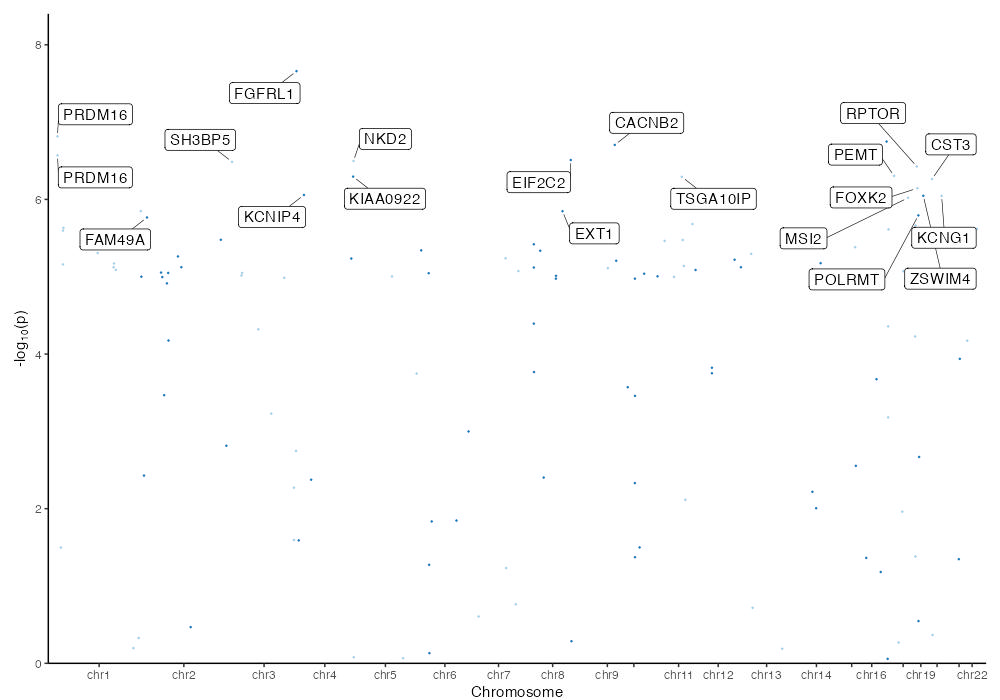 8
FGFRL1
PRDM16
RPTOR
CACNB2
SH3BP5
NKD2
CST3
PEMT
PRDM16
EIF2C2
6
KIAA0922
TSGA10IP
FOXK2
KCNIP4
EXT1
FAM49A
MSI2
KCNG1
POLRMT
ZSWIM4
-log10(p)
4
2
0
chr1 chr2 chr3 chr4 chr5 chr6 chr7 chr8 chr9 chr11 chr12 chr13 chr14 chr16 chr19 chr22
Chromosome